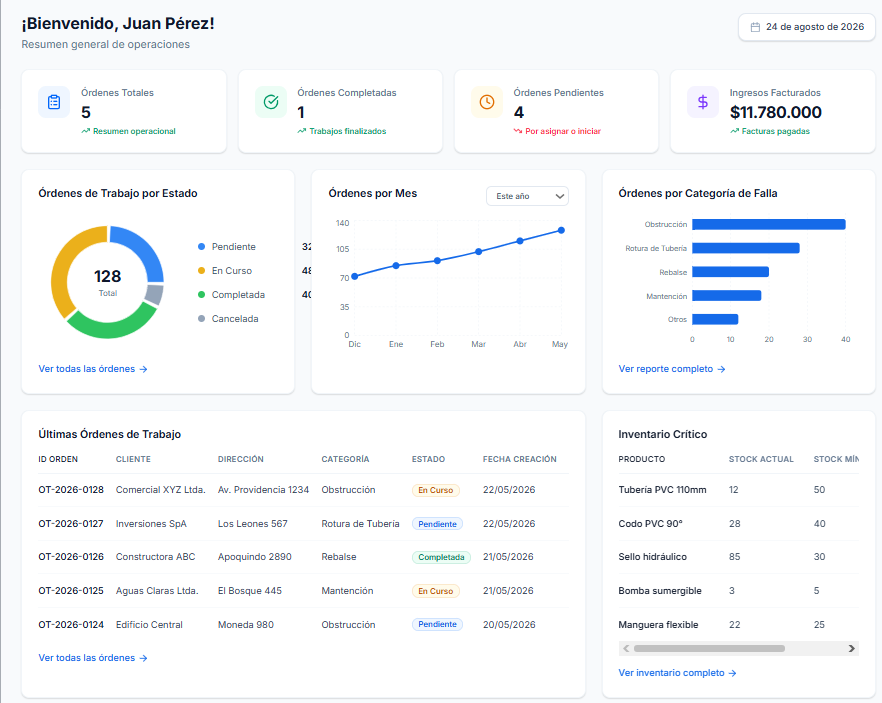 ¡Bienvenido, Juan Pérez!
Resumen general de operaciones
24 de agosto de 2026
Órdenes Totales
5
Resumen operacional
Órdenes Completadas
1
Trabajos finalizados
Órdenes Pendientes
4
Por asignar o iniciar
Ingresos Facturados
$11.780.000
Facturas pagadas
Órdenes de Trabajo por Estado
128
Total
Pendiente 32
En Curso 48
Completada 40
Cancelada
Ver todas las órdenes →
Órdenes por Mes
Este año
140
105
70
35
0
Dic Ene Feb Mar Abr May
Órdenes por Categoría de Falla
Obstrucción
Rotura de Tubería
Rebalse
Mantención
Otros
0 10 20 30 40
Ver reporte completo →
Últimas Órdenes de Trabajo
ID ORDEN CLIENTE DIRECCIÓN CATEGORÍA ESTADO FECHA CREACIÓN
OT-2026-0128 Comercial XYZ Ltda. Av. Providencia 1234 Obstrucción En Curso 22/05/2026
OT-2026-0127 Inversiones SpA Los Leones 567 Rotura de Tubería Pendiente 22/05/2026
OT-2026-0126 Constructora ABC Apoquindo 2890 Rebalse Completada 21/05/2026
OT-2026-0125 Aguas Claras Ltda. El Bosque 445 Mantención En Curso 21/05/2026
OT-2026-0124 Edificio Central Moneda 980 Obstrucción Pendiente 20/05/2026
Ver todas las órdenes →
Inventario Crítico
PRODUCTO STOCK ACTUAL STOCK MÍN
Tubería PVC 110mm 12 50
Codo PVC 90° 28 40
Sello hidráulico 85 30
Bomba sumergible 3 5
Manguera flexible 22 25
Ver inventario completo →